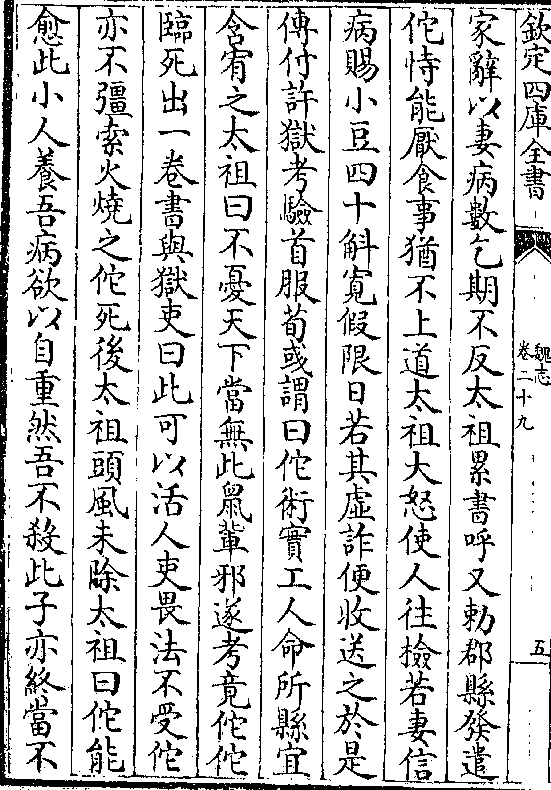 欽定四庫全書
魏志
卷二十九
五
家辭以妻病數乞期不反太祖累書呼又勅郡縣發遣
佗恃能厭食事猶不上道太祖大怒使人往檢若妻信
病賜小豆四十斛寛假限日若其虛詐便收送之於是
傳付許獄考驗首服荀彧謂曰佗術實工人命所縣宜
含宥之太祖曰不憂天下當無此鼠輩邪遂考竟佗佗
臨死出一卷書與獄吏曰此可以活人吏畏法不受佗
亦不彊索火燒之佗死後太祖頭風未除太祖曰佗能
愈此小人養吾病欲以自重然吾不殺此子亦終當不